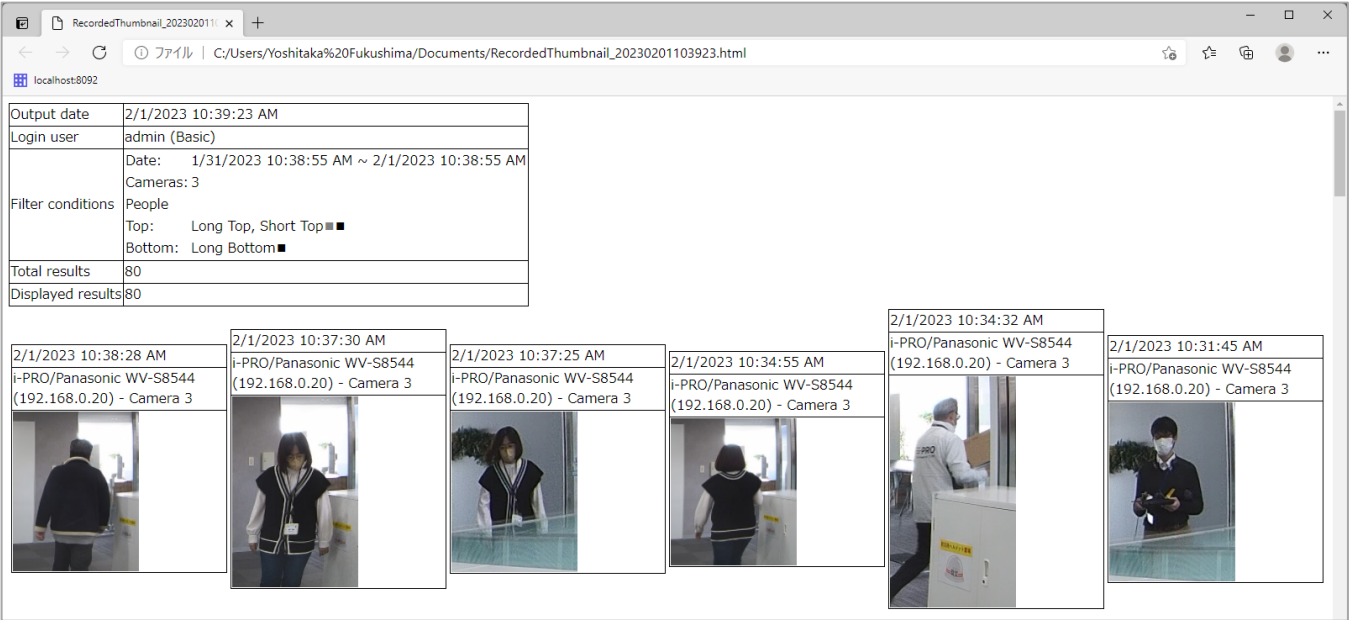 RecordedThumbnail_20230201
ファイル
C:/Users/Yoshitaka%20Fukushima/Documents/RecordedThumbnail_20230201103923.html
localhost:8092
Output date 2/1/2023 10:39:23 AM
Login user admin (Basic)
Filter conditions
Date: 1/31/2023 10:38:55 AM ~ 2/1/2023 10:38:55 AM
Cameras: 3
People
Top: Long Top, Short Top
Bottom: Long Bottom
Total results 80
Displayed results 80
2/1/2023 10:38:28 AM
i-PRO/Panasonic WV-S8544
(192.168.0.20) - Camera 3
2/1/2023 10:37:30 AM
i-PRO/Panasonic WV-S8544
(192.168.0.20) - Camera 3
2/1/2023 10:37:25 AM
i-PRO/Panasonic WV-S8544
(192.168.0.20) - Camera 3
2/1/2023 10:34:55 AM
i-PRO/Panasonic WV-S8544
(192.168.0.20) - Camera 3
2/1/2023 10:34:32 AM
i-PRO/Panasonic WV-S8544
(192.168.0.20) - Camera 3
2/1/2023 10:31:45 AM
i-PRO/Panasonic WV-S8544
(192.168.0.20) - Camera 3